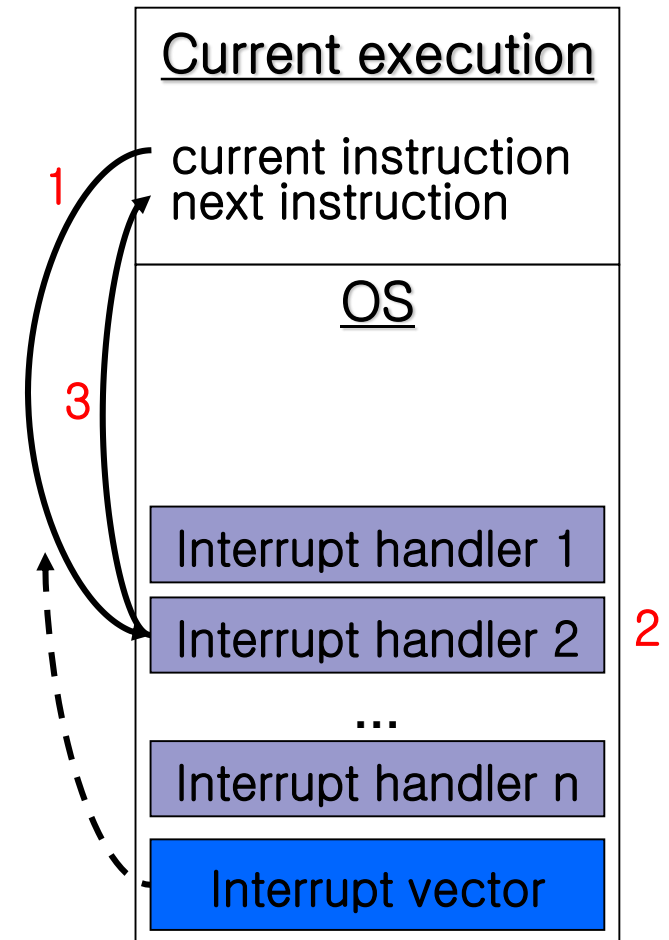 Current execution
current instruction
1
next instruction
OS
3
Interrupt handler 1
Interrupt handler 2
2
...
Interrupt handler n
Interrupt vector